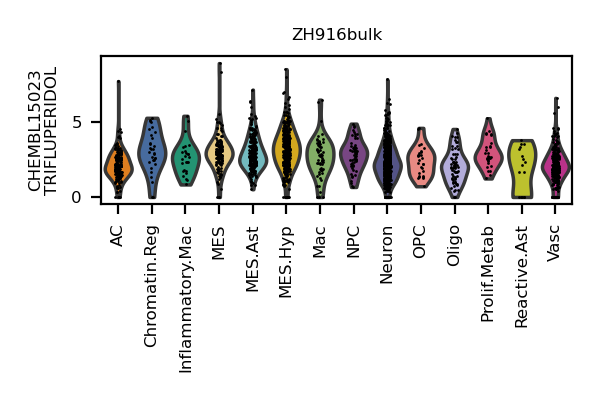 ZH916bulk
CHEMBL15023
TRIFLUPERIDOL
5
0
AC
Chromatin.Reg
Inflammatory.Mac
MES
MES.Ast
MES.Hyp
Mac
NPC
Neuron
OPC
Oligo
Prolif.Metab
Reactive.Ast
Vasc